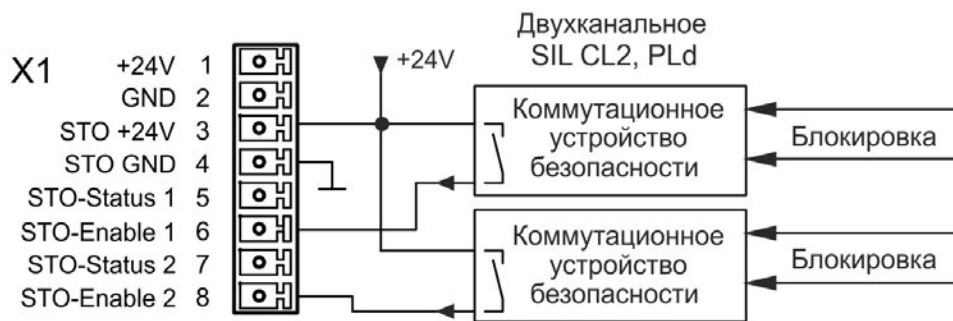 X1
+24V 1
GND 2
STO +24V 3
STO GND 4
STO-Status 1 5
STO-Enable 1 6
STO-Status 2 7
STO-Enable 2 8
+24V
Двухканальное
SIL CL2, PLd
Коммутационное
устройство
безопасности
Блокировка
Коммутационное
устройство
безопасности
Блокировка